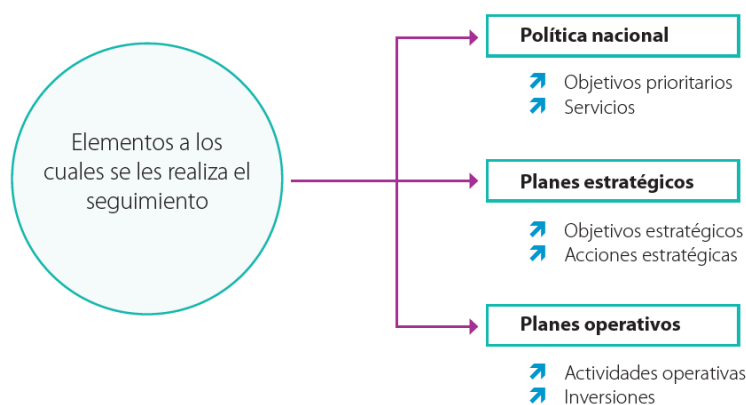 Elementos a los
cuales se les realiza el
seguimiento
Política nacional
Objetivos prioritarios
Servicios
Planes estratégicos
Objetivos estratégicos
Acciones estratégicas
Planes operativos
Actividades operativas
Inversiones